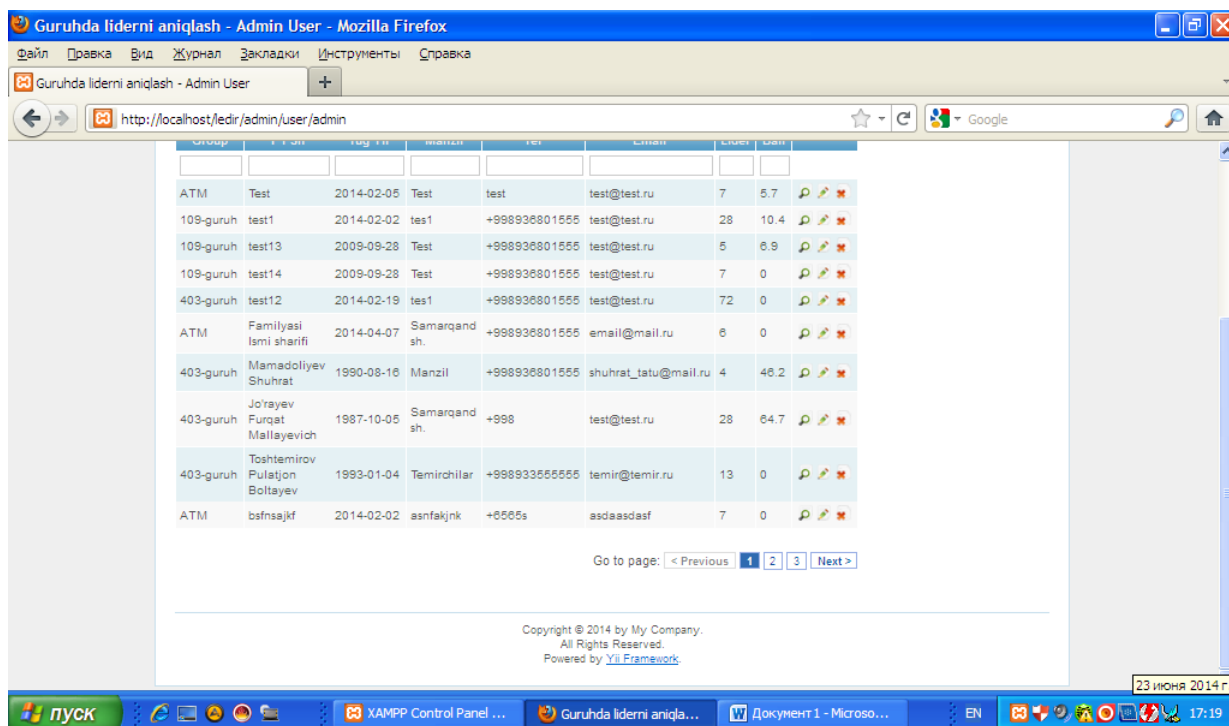 Guruhda liderni aniqlash - Admin User - Mozilla Firefox
Файл Правка Вид Журнал Закладки Инструменты Справка
Guruhda liderni aniqlash - Admin User
http://localhost/ledir/admin/user/admin Google
Group Tug Yil Manzil Tel Email Lider Ball
ATM Test 2014-02-05 Test test test@test.ru 7 5.7
109-guruh test1 2014-02-02 tes1 +998936801555 test@test.ru 28 10.4
109-guruh test13 2009-09-28 Test +998936801555 test@test.ru 5 6.9
109-guruh test14 2009-09-28 Test +998936801555 test@test.ru 7 0
403-guruh test12 2014-02-19 tes1 +998936801555 test@test.ru 72 0
ATM Familyasi Ismi sharifi 2014-04-07 Samarqand sh. +998936801555 email@mail.ru 6 0
403-guruh Mamadoliyev Shuhrat 1990-08-16 Manzil +998936801555 shuhrat_tatu@mail.ru 4 46.2
403-guruh Jo'rayev Furqat Mallayevich 1987-10-05 Samarqand sh. +998 test@test.ru 28 64.7
403-guruh Toshtemirov Pulatjon Boltayev 1993-01-04 Temirchilar +998933555555 temir@temir.ru 13 0
ATM bsfnsajkf 2014-02-02 asnfakjnk +6565s asdaasdasf 7 0
Go to page: < Previous 1 2 3 Next >
Copyright © 2014 by My Company.
All Rights Reserved.
Powered by Yii Framework.
23 июня 2014 г
пуск XAMPP Control Panel ... Guruhda liderni aniqla... Документ1 - Microso... EN 17:19